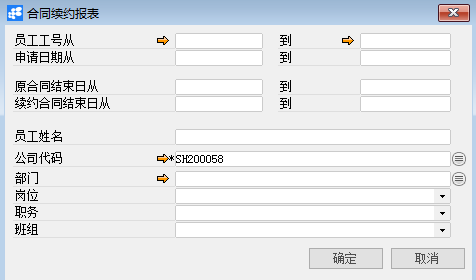 合同续约报表
员工工号从 到
申请日期从 到
原合同结束日从 到
续约合同结束日从 到
员工姓名
公司代码 *SH200058
部门
岗位
职务
班组
确定 取消